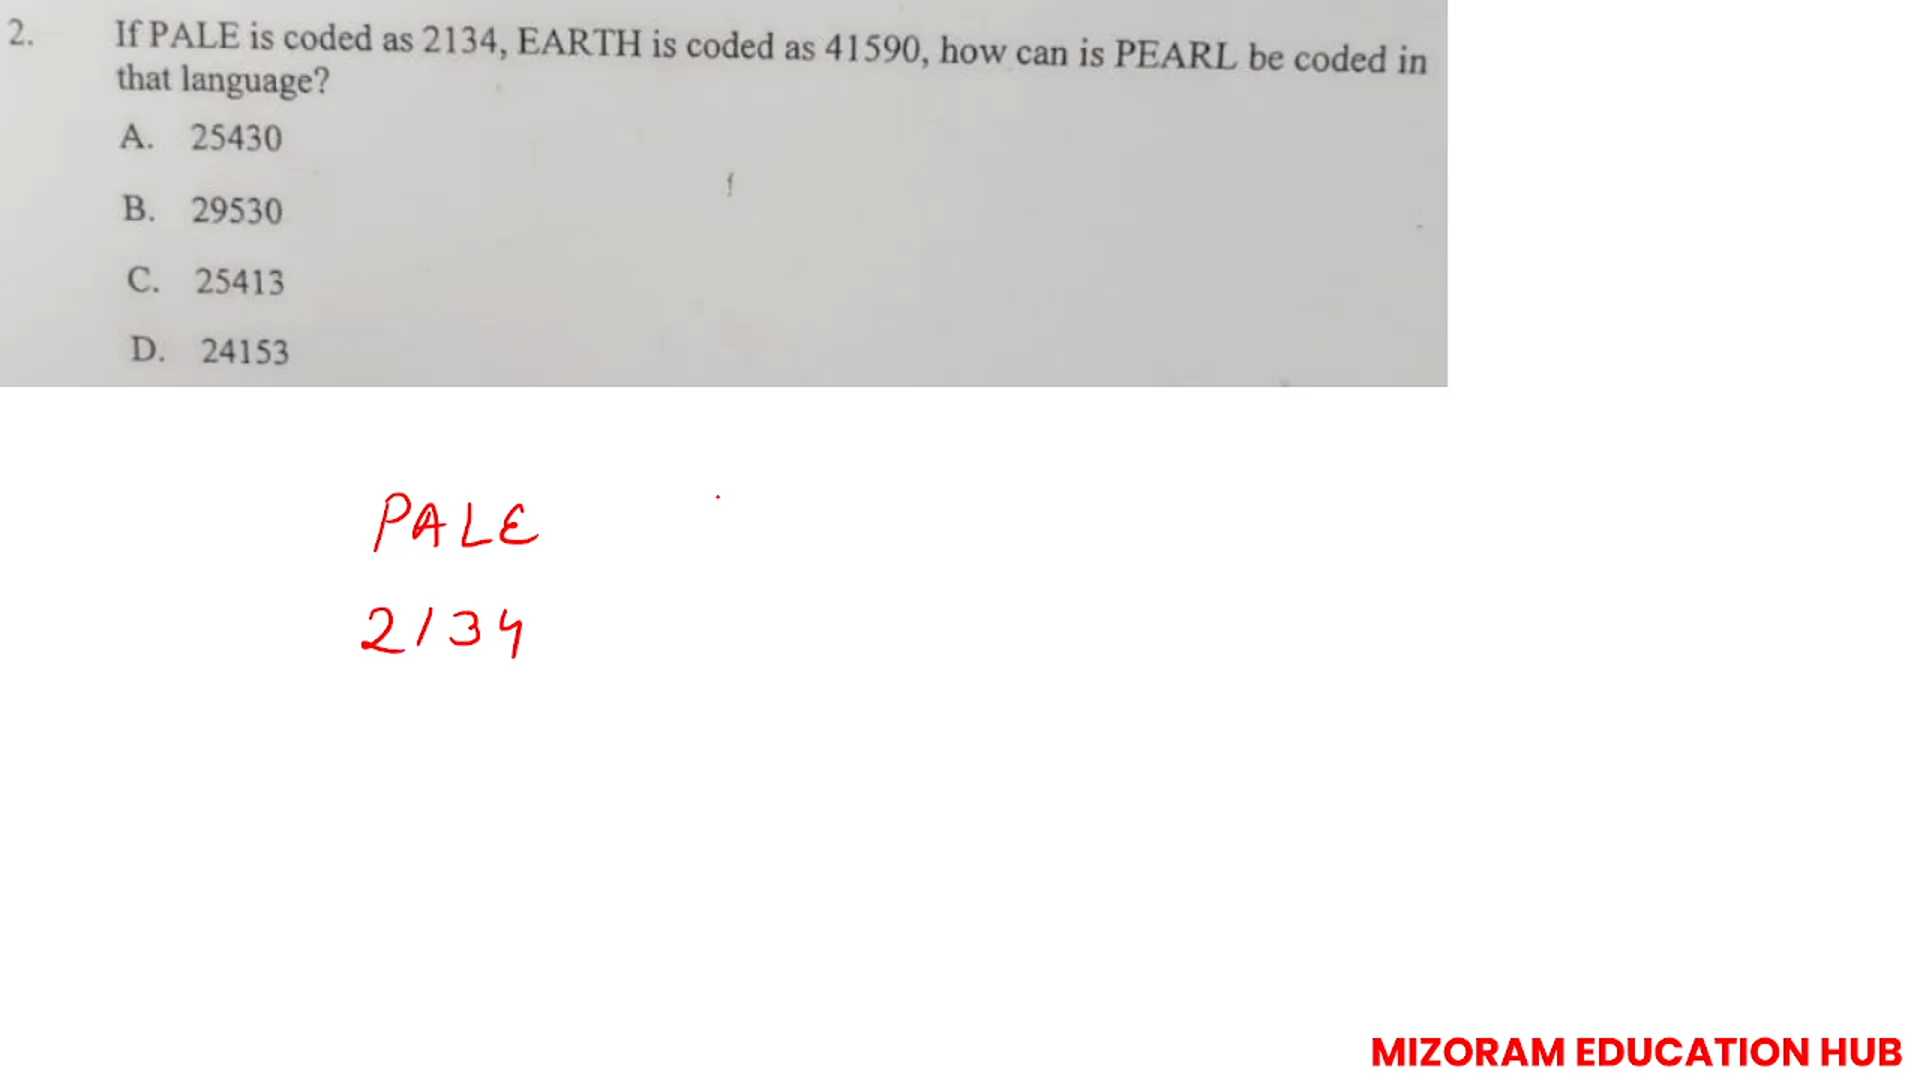 2. If PALE is coded as 2134, EARTH is coded as 41590, how can is PEARL be coded in
that language?
A. 25430
B. 29530
C. 25413
D. 24153
PALE
2134
MIZORAM EDUCATION HUB